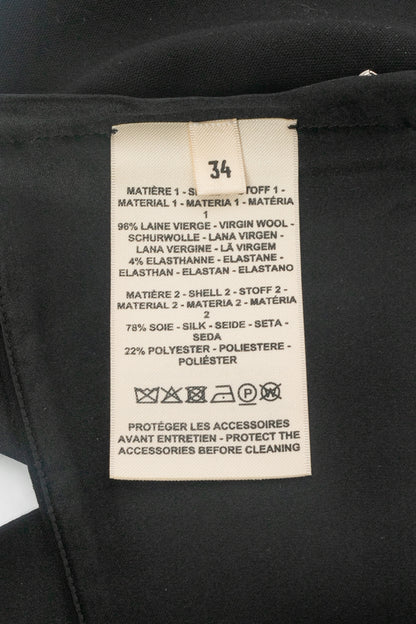 34
MATIÈRE 1 - STOFF 1 -
MATERIAL 1 - MATERIA 1 - MATÉRIA
1
96% LAINE VIERGE - VIRGIN WOOL -
SCHURWOLLE - LANA VIRGEN -
LANA VERGINE - LÃ VIRGEM
4% ELASTHANNE - ELASTANE -
ELASTHAN - ELASTAN - ELASTANO
MATIÈRE 2 - SHELL 2 - STOFF 2 -
MATERIAL 2 - MATERIA 2 - MATÉRIA
2
78% SOIE - SILK - SEIDE - SETA -
SEDA
22% POLYESTER - POLIESTERE -
POLIÉSTER
P W
PROTÉGER LES ACCESSOIRES
AVANT ENTRETIEN - PROTECT THE
ACCESSORIES BEFORE CLEANING